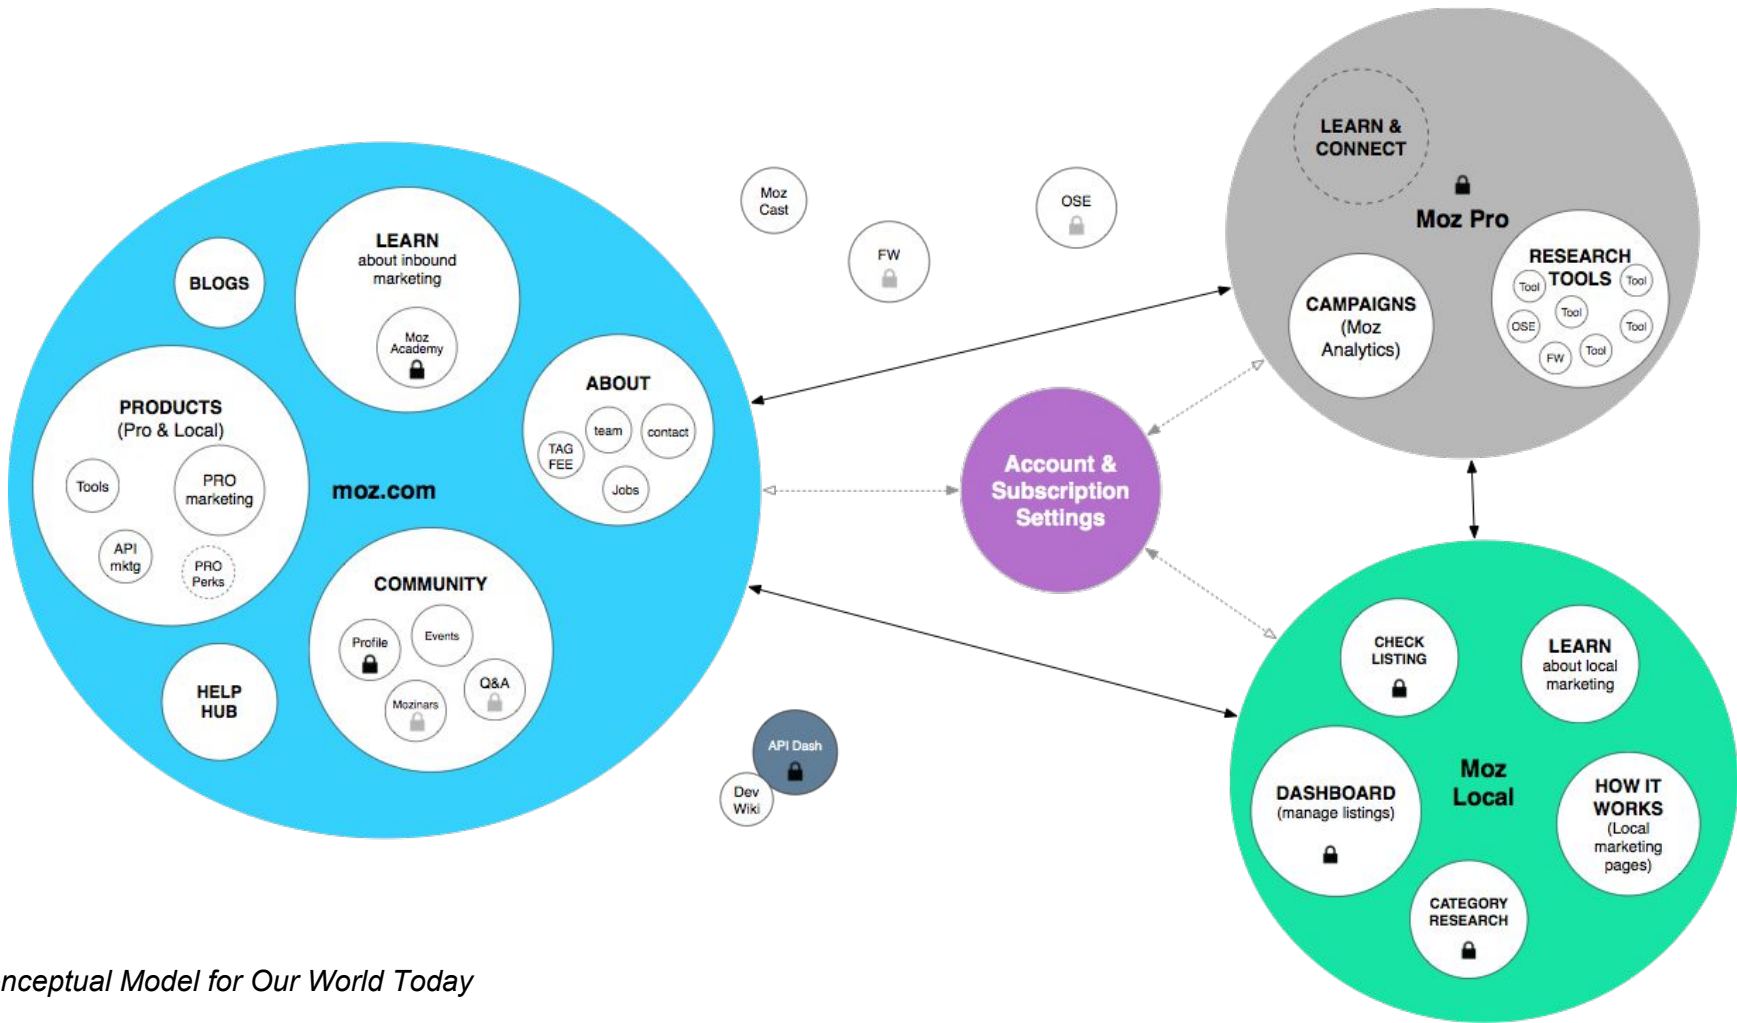 BLOGS
LEARN
about inbound
marketing
Moz
Academy
PRODUCTS
(Pro & Local)
Tools
PRO
marketing
API
mktg
PRO
Perks
moz.com
ABOUT
team
contact
TAG
FEE
Jobs
COMMUNITY
Profile
Events
Mozinars
Q&A
HELP
HUB
Moz
Cast
FW
OSE
Account &
Subscription
Settings
API Dash
Dev
Wiki
LEARN &
CONNECT
Moz Pro
CAMPAIGNS
(Moz
Analytics)
RESEARCH
TOOLS
Tool
Tool
Tool
OSE
Tool
FW
Tool
CHECK
LISTING
LEARN
about local
marketing
DASHBOARD
(manage listings)
Moz
Local
HOW IT
WORKS
(Local
marketing
pages)
CATEGORY
RESEARCH
nceptual Model for Our World Today